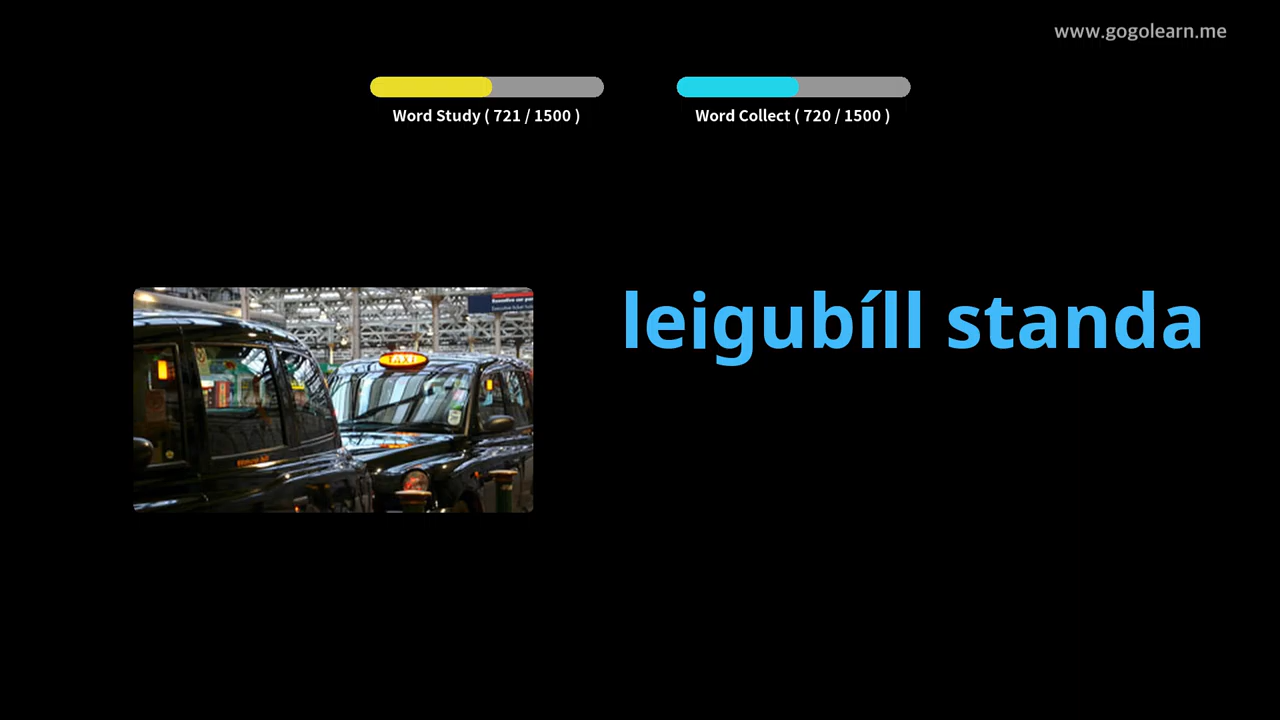 www.gogolearn.me
Word Study ( 721 / 1500 )
Word Collect ( 720 / 1500 )
leigubíll standa
TAXI